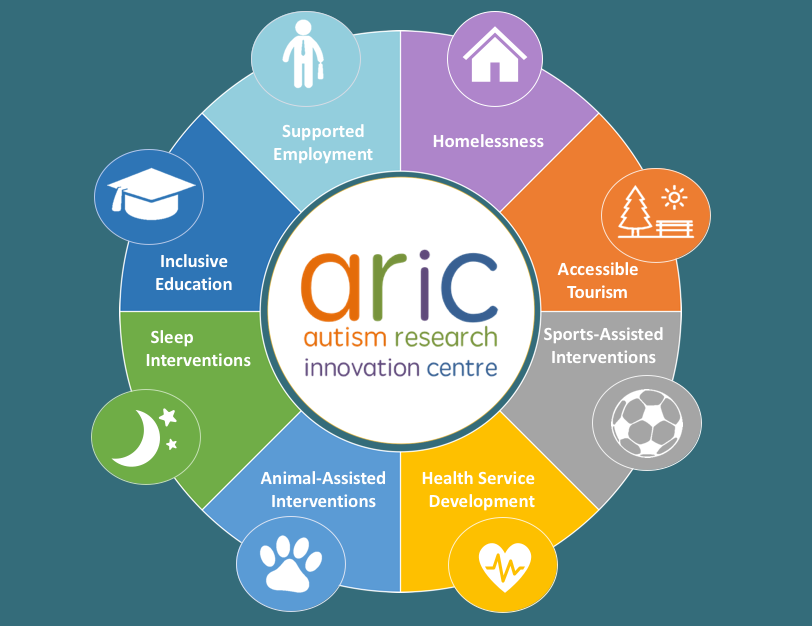 Supported
Employment
Homelessness
Accessible
Tourism
Sports-Assisted
Interventions
Health Service
Development
Animal-Assisted
Interventions
Sleep
Interventions
Inclusive
Education
aric
autism research
innovation centre